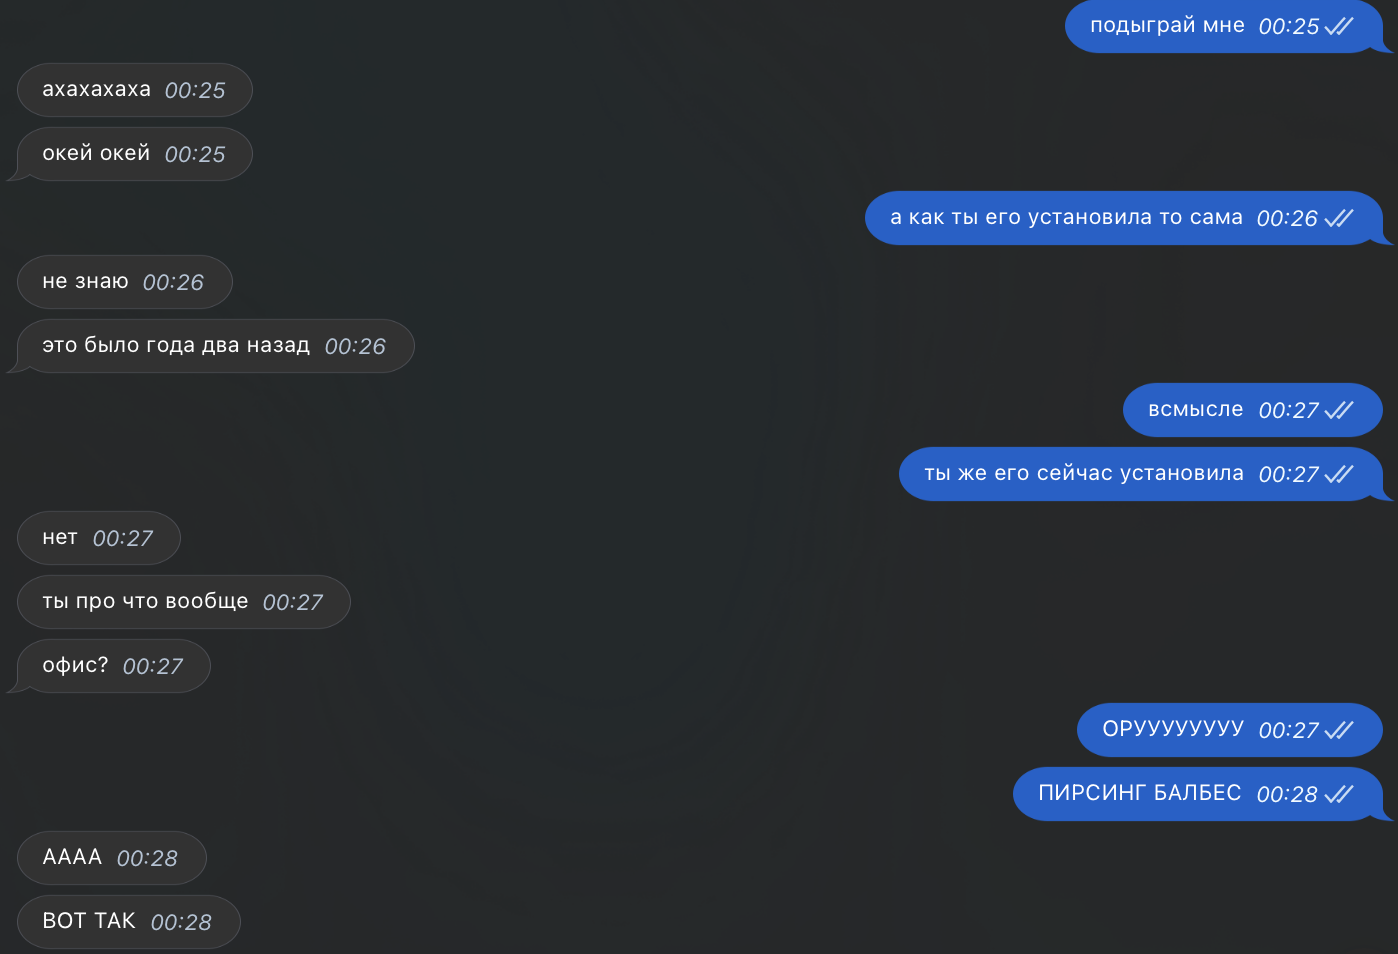 подыграй мне 00:25
ахахахаха 00:25
окей окей 00:25
а как ты его установила то сама 00:26
не знаю 00:26
это было года два назад 00:26
всмысле 00:27
ты же его сейчас установила 00:27
нет 00:27
ты про что вообще 00:27
офис? 00:27
ОРУУУУУУУУ 00:27
ПИРСИНГ БАЛБЕС 00:28
АААА 00:28
ВОТ ТАК 00:28